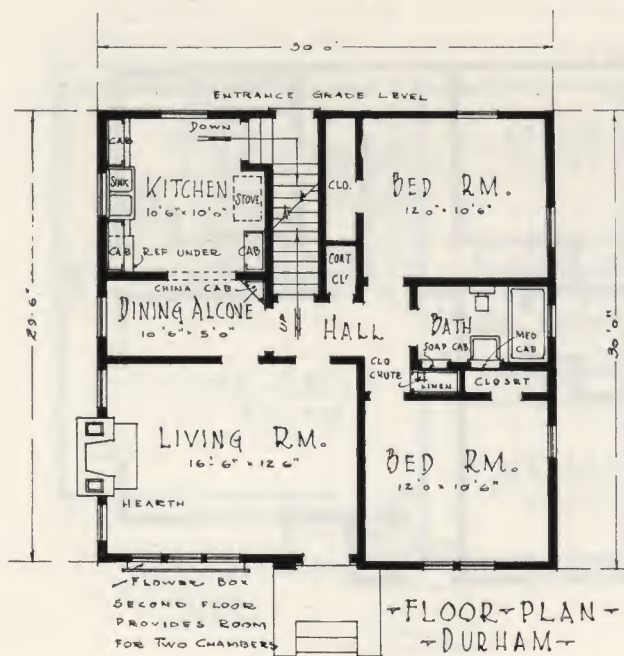 30'0"
ENTRANCE GRADE LEVEL
DOWN
CAB
SINK
KITCHEN
10'6" × 10'0"
STOVE
CAB
REF UNDER
CAB
CLO.
BED RM.
12'0" × 10'6"
COAT
CL'
CHINA CAB
DINING ALCOVE
10'6" × 5'0"
UP
HALL
BATH
SOAP CAB
MED
CAB
CLO
CHUTE
LINEN
CLOSET
29'-6"
30'0"
LIVING RM.
16'-6" × 12'6"
HEARTH
BED RM.
12'0 × 10'6"
FLOWER BOX
SECOND FLOOR
PROVIDES ROOM
FOR TWO CHAMBERS
-FLOOR-PLAN-
-DURHAM-